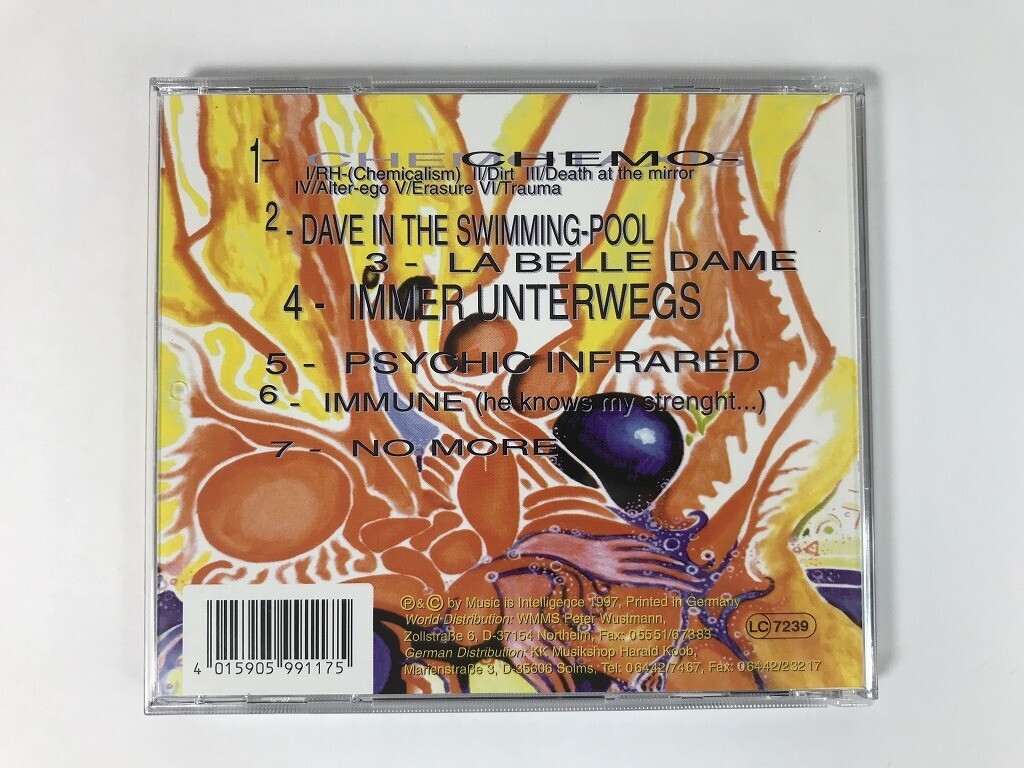 1- CHEMO-
I/RH-(Chemicalism) II/Dirt III/Death at the mirror
IV/Alter-ego V/Erasure VI/Trauma
2 - DAVE IN THE SWIMMING-POOL
3 - LA BELLE DAME
4 - IMMER UNTERWEGS
5 - PSYCHIC INFRARED
6 - IMMUNE (he knows my strenght...)
7 - NO MORE
Ⓟ & © by Music is Intelligence 1997, Printed in Germany
World Distribution: WMMS Peter Wustmann,
Zollstraße 6, D-37154 Northeim, Fax: 05551/67383
German Distribution: KK Musikshop Harald Koob,
Marienstraße 3, D-35606 Solms, Tel: 06442/7467, Fax: 06442/23217
LC 7239
4 015905 991175